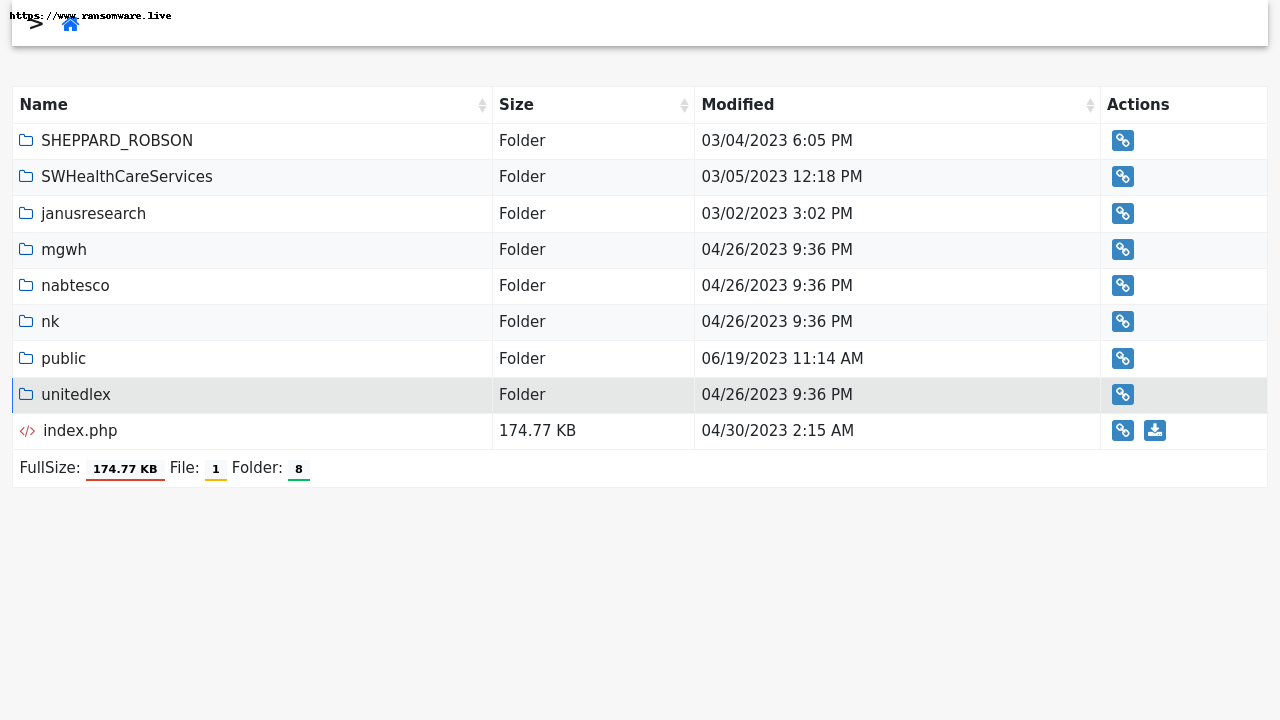 https://www.ransomware.live
>
Name Size Modified Actions
SHEPPARD_ROBSON Folder 03/04/2023 6:05 PM
SWHealthCareServices Folder 03/05/2023 12:18 PM
janusresearch Folder 03/02/2023 3:02 PM
mgwh Folder 04/26/2023 9:36 PM
nabtesco Folder 04/26/2023 9:36 PM
nk Folder 04/26/2023 9:36 PM
public Folder 06/19/2023 11:14 AM
unitedlex Folder 04/26/2023 9:36 PM
index.php 174.77 KB 04/30/2023 2:15 AM
FullSize: 174.77 KB File: 1 Folder: 8